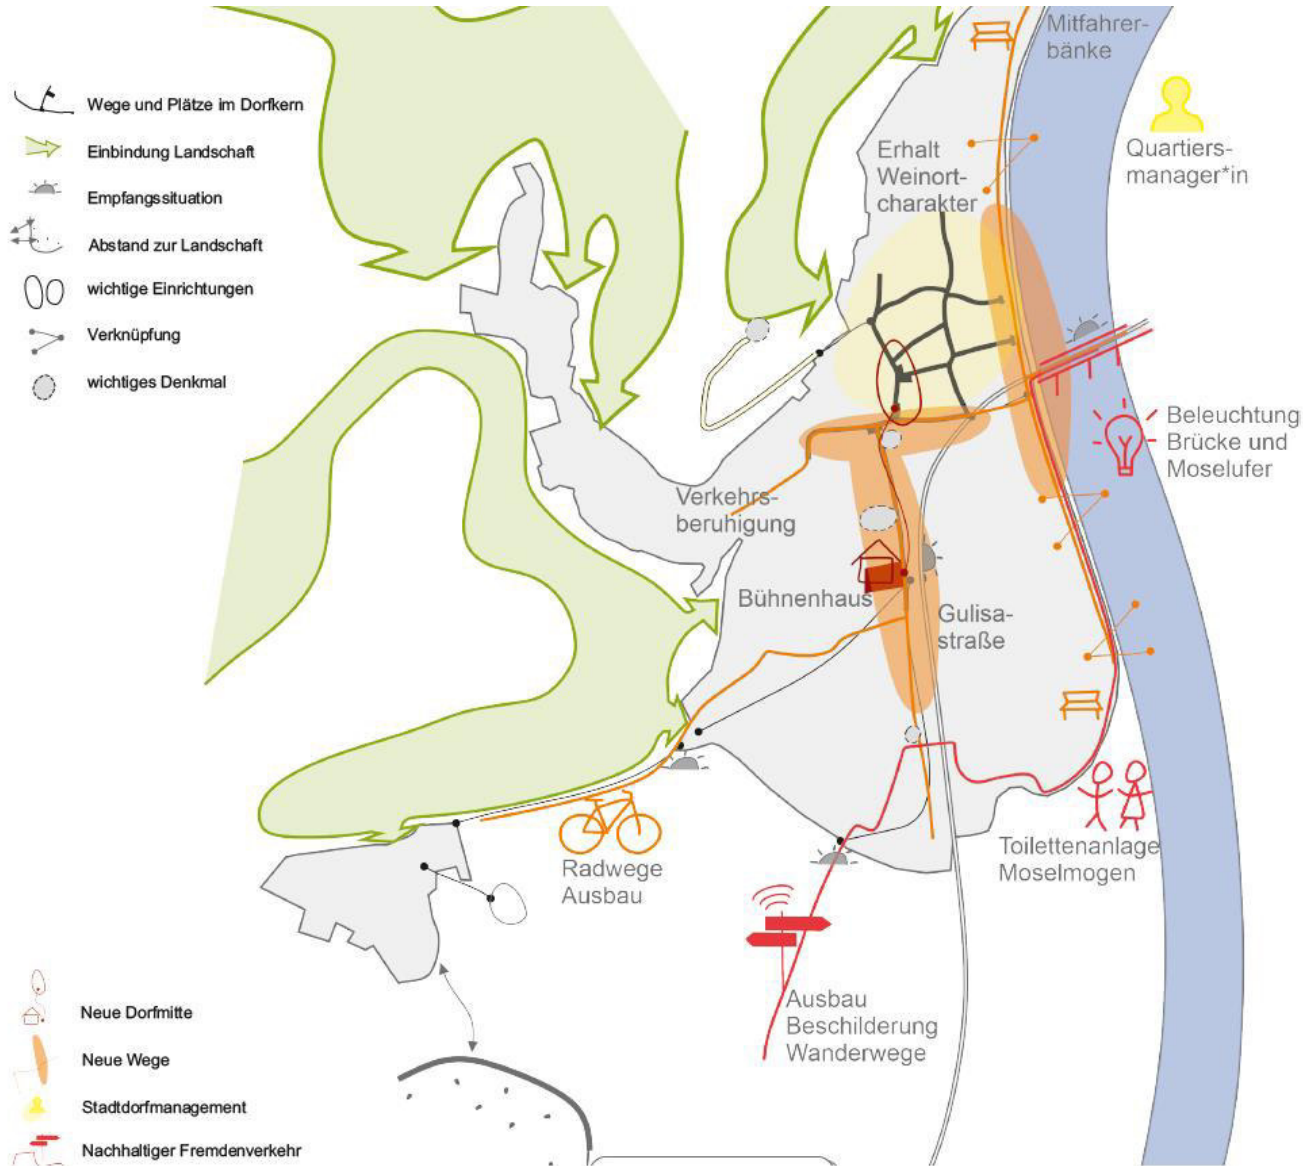 Mitfahrer-
bänke
Wege und Plätze im Dorfkern
Einbindung Landschaft
Empfangssituation
Abstand zur Landschaft
wichtige Einrichtungen
Verknüpfung
wichtiges Denkmal
Erhalt
Weinort-
charakter
Quartiers-
manager*in
Beleuchtung
Brücke und
Moselufer
Verkehrs-
beruhigung
Bühnenhaus
Gulisa-
straße
Radwege
Ausbau
Toilettenanlage
Moselmogen
Ausbau
Beschilderung
Wanderwege
Neue Dorfmitte
Neue Wege
Stadtdorfmanagement
Nachhaltiger Fremdenverkehr